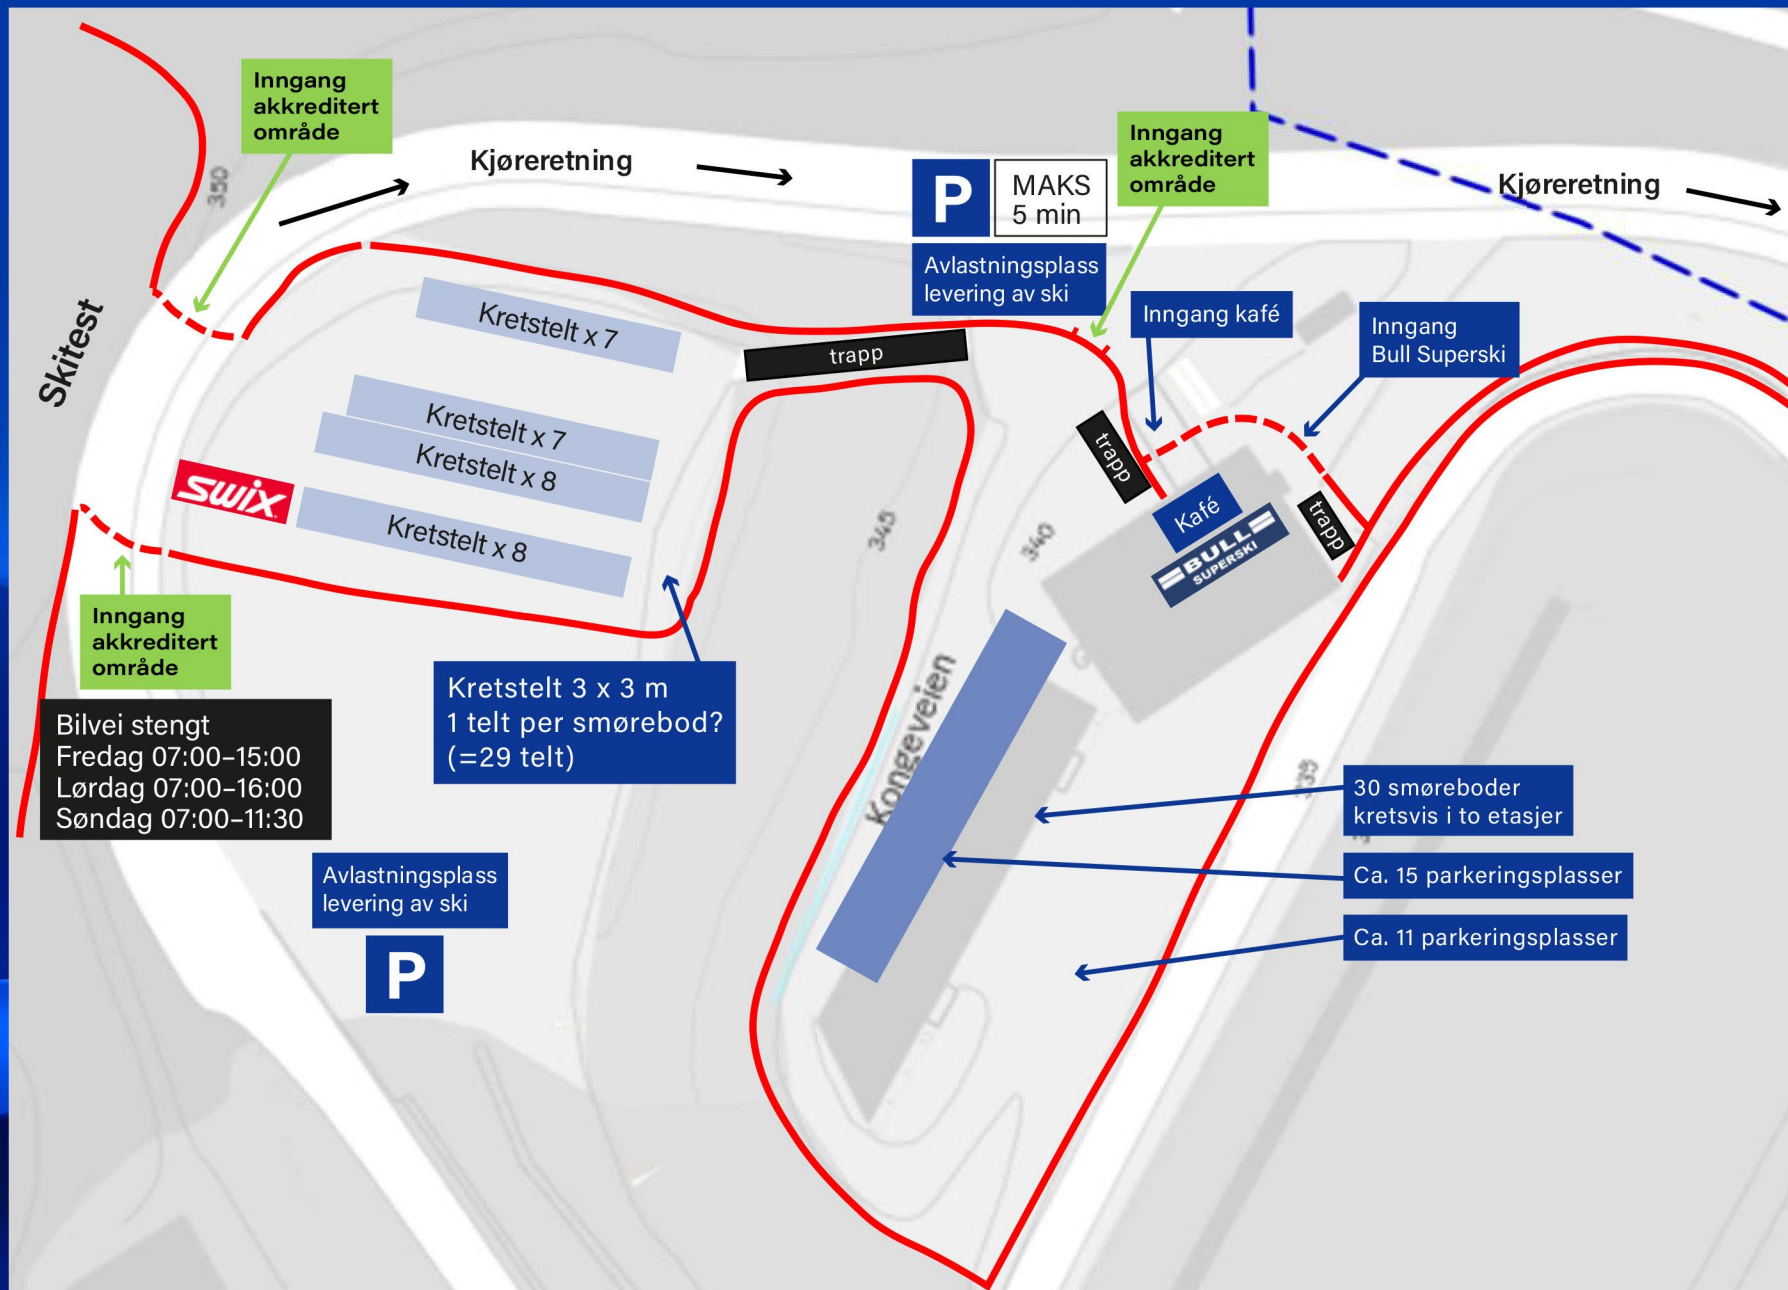 Inngang
akkreditert
område
Kjøreretning
P
MAKS
5 min
Avlastningsplass
levering av ski
Inngang
akkreditert
område
Kjøreretning
350
Skitest
Kretstelt x 7
Kretstelt x 7
Kretstelt x 8
Kretstelt x 8
SWIX
trapp
Inngang kafé
Inngang
Bull Superski
trapp
Kafé
BULL
SUPERSKI
trapp
345
340
Inngang
akkreditert
område
Bilvei stengt
Fredag 07:00–15:00
Lørdag 07:00–16:00
Søndag 07:00–11:30
Kretstelt 3 x 3 m
1 telt per smørebod?
(=29 telt)
Kongeveien
335
30 smøreboder
kretsvis i to etasjer
Ca. 15 parkeringsplasser
Ca. 11 parkeringsplasser
Avlastningsplass
levering av ski
P